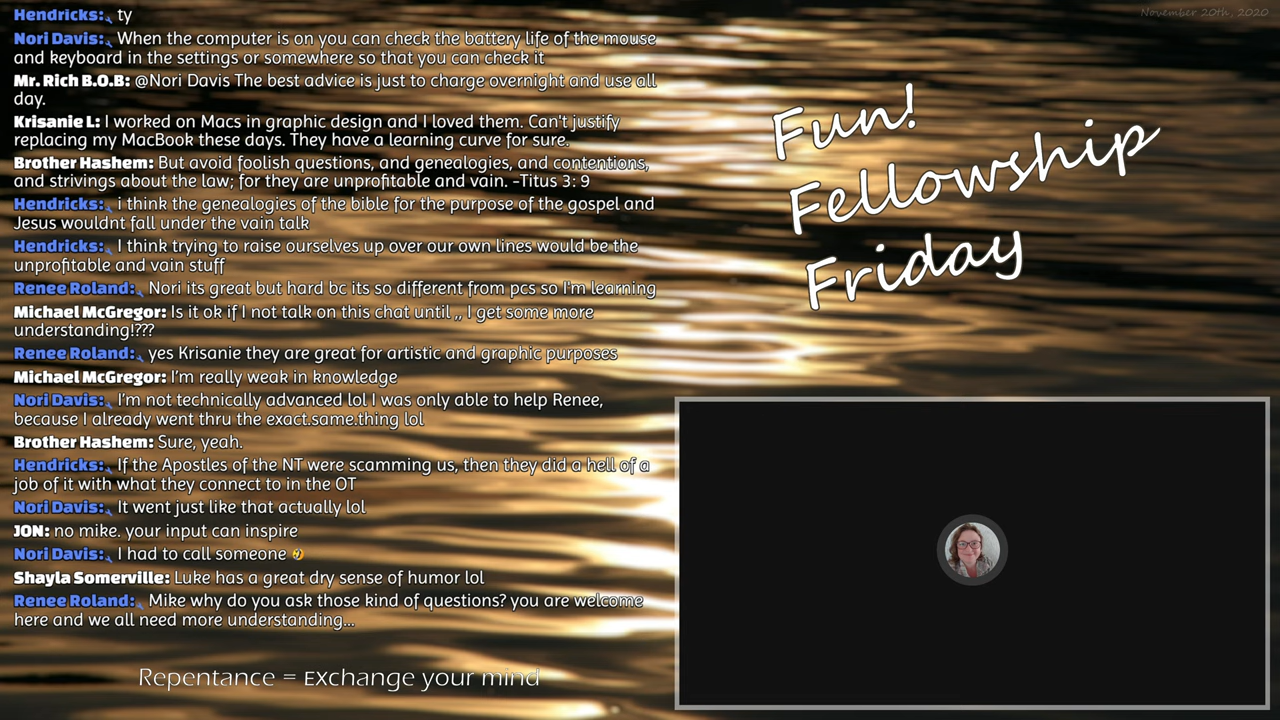 Hendricks: ty
Nori Davis: When the computer is on you can check the battery life of the mouse
and keyboard in the settings or somewhere so that you can check it
Mr. Rich B.O.B: @Nori Davis The best advice is just to charge overnight and use all
day.
Krisanie L: I worked on Macs in graphic design and I loved them. Can't justify
replacing my MacBook these days. They have a learning curve for sure.
Brother Hashem: But avoid foolish questions, and genealogies, and contentions,
and strivings about the law; for they are unprofitable and vain. -Titus 3: 9
Hendricks: i think the genealogies of the bible for the purpose of the gospel and
Jesus wouldnt fall under the vain talk
Hendricks: I think trying to raise ourselves up over our own lines would be the
unprofitable and vain stuff
Renee Roland: Nori its great but hard bc its so different from pcs so I'm learning
Michael McGregor: Is it ok if I not talk on this chat until ,, I get some more
understanding!???
Renee Roland: yes Krisanie they are great for artistic and graphic purposes
Michael McGregor: I'm really weak in knowledge
Nori Davis: I'm not technically advanced lol I was only able to help Renee,
because I already went thru the exact.same.thing lol
Brother Hashem: Sure, yeah.
Hendricks: If the Apostles of the NT were scamming us, then they did a hell of a
job of it with what they connect to in the OT
Nori Davis: It went just like that actually lol
JON: no mike. your input can inspire
Nori Davis: I had to call someone 🤣
Shayla Somerville: Luke has a great dry sense of humor lol
Renee Roland: Mike why do you ask those kind of questions? you are welcome
here and we all need more understanding...
Repentance = EXchange your mind
November 20th, 2020
Fun!
Fellowship
Friday